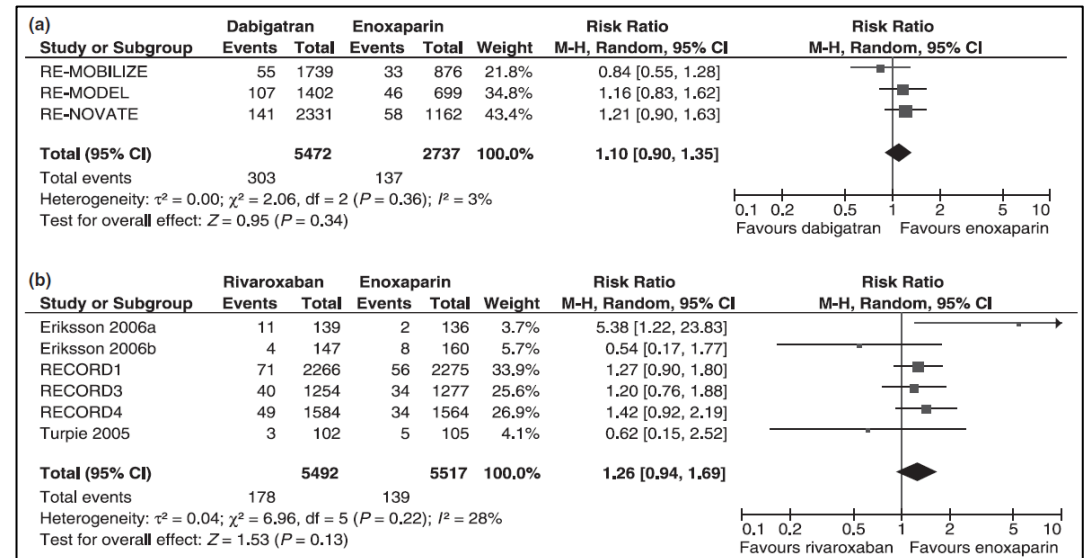 (a) Dabigatran Enoxaparin Risk Ratio Risk Ratio
Study or Subgroup Events Total Events Total Weight M-H, Random, 95% CI M-H, Random, 95% CI
RE-MOBILIZE 55 1739 33 876 21.8% 0.84 [0.55, 1.28]
RE-MODEL 107 1402 46 699 34.8% 1.16 [0.83, 1.62]
RE-NOVATE 141 2331 58 1162 43.4% 1.21 [0.90, 1.63]
Total (95% CI) 5472 2737 100.0% 1.10 [0.90, 1.35]
Total events 303 137
Heterogeneity: τ² = 0.00; χ² = 2.06, df = 2 (P = 0.36); I² = 3%
Test for overall effect: Z = 0.95 (P = 0.34)
0.1 0.2 0.5 1 2 5 10
Favours dabigatran Favours enoxaparin
(b) Rivaroxaban Enoxaparin Risk Ratio Risk Ratio
Study or Subgroup Events Total Events Total Weight M-H, Random, 95% CI M-H, Random, 95% CI
Eriksson 2006a 11 139 2 136 3.7% 5.38 [1.22, 23.83]
Eriksson 2006b 4 147 8 160 5.7% 0.54 [0.17, 1.77]
RECORD1 71 2266 56 2275 33.9% 1.27 [0.90, 1.80]
RECORD3 40 1254 34 1277 25.6% 1.20 [0.76, 1.88]
RECORD4 49 1584 34 1564 26.9% 1.42 [0.92, 2.19]
Turpie 2005 3 102 5 105 4.1% 0.62 [0.15, 2.52]
Total (95% CI) 5492 5517 100.0% 1.26 [0.94, 1.69]
Total events 178 139
Heterogeneity: τ² = 0.04; χ² = 6.96, df = 5 (P = 0.22); I² = 28%
Test for overall effect: Z = 1.53 (P = 0.13)
0.1 0.2 0.5 1 2 5 10
Favours rivaroxaban Favours enoxaparin